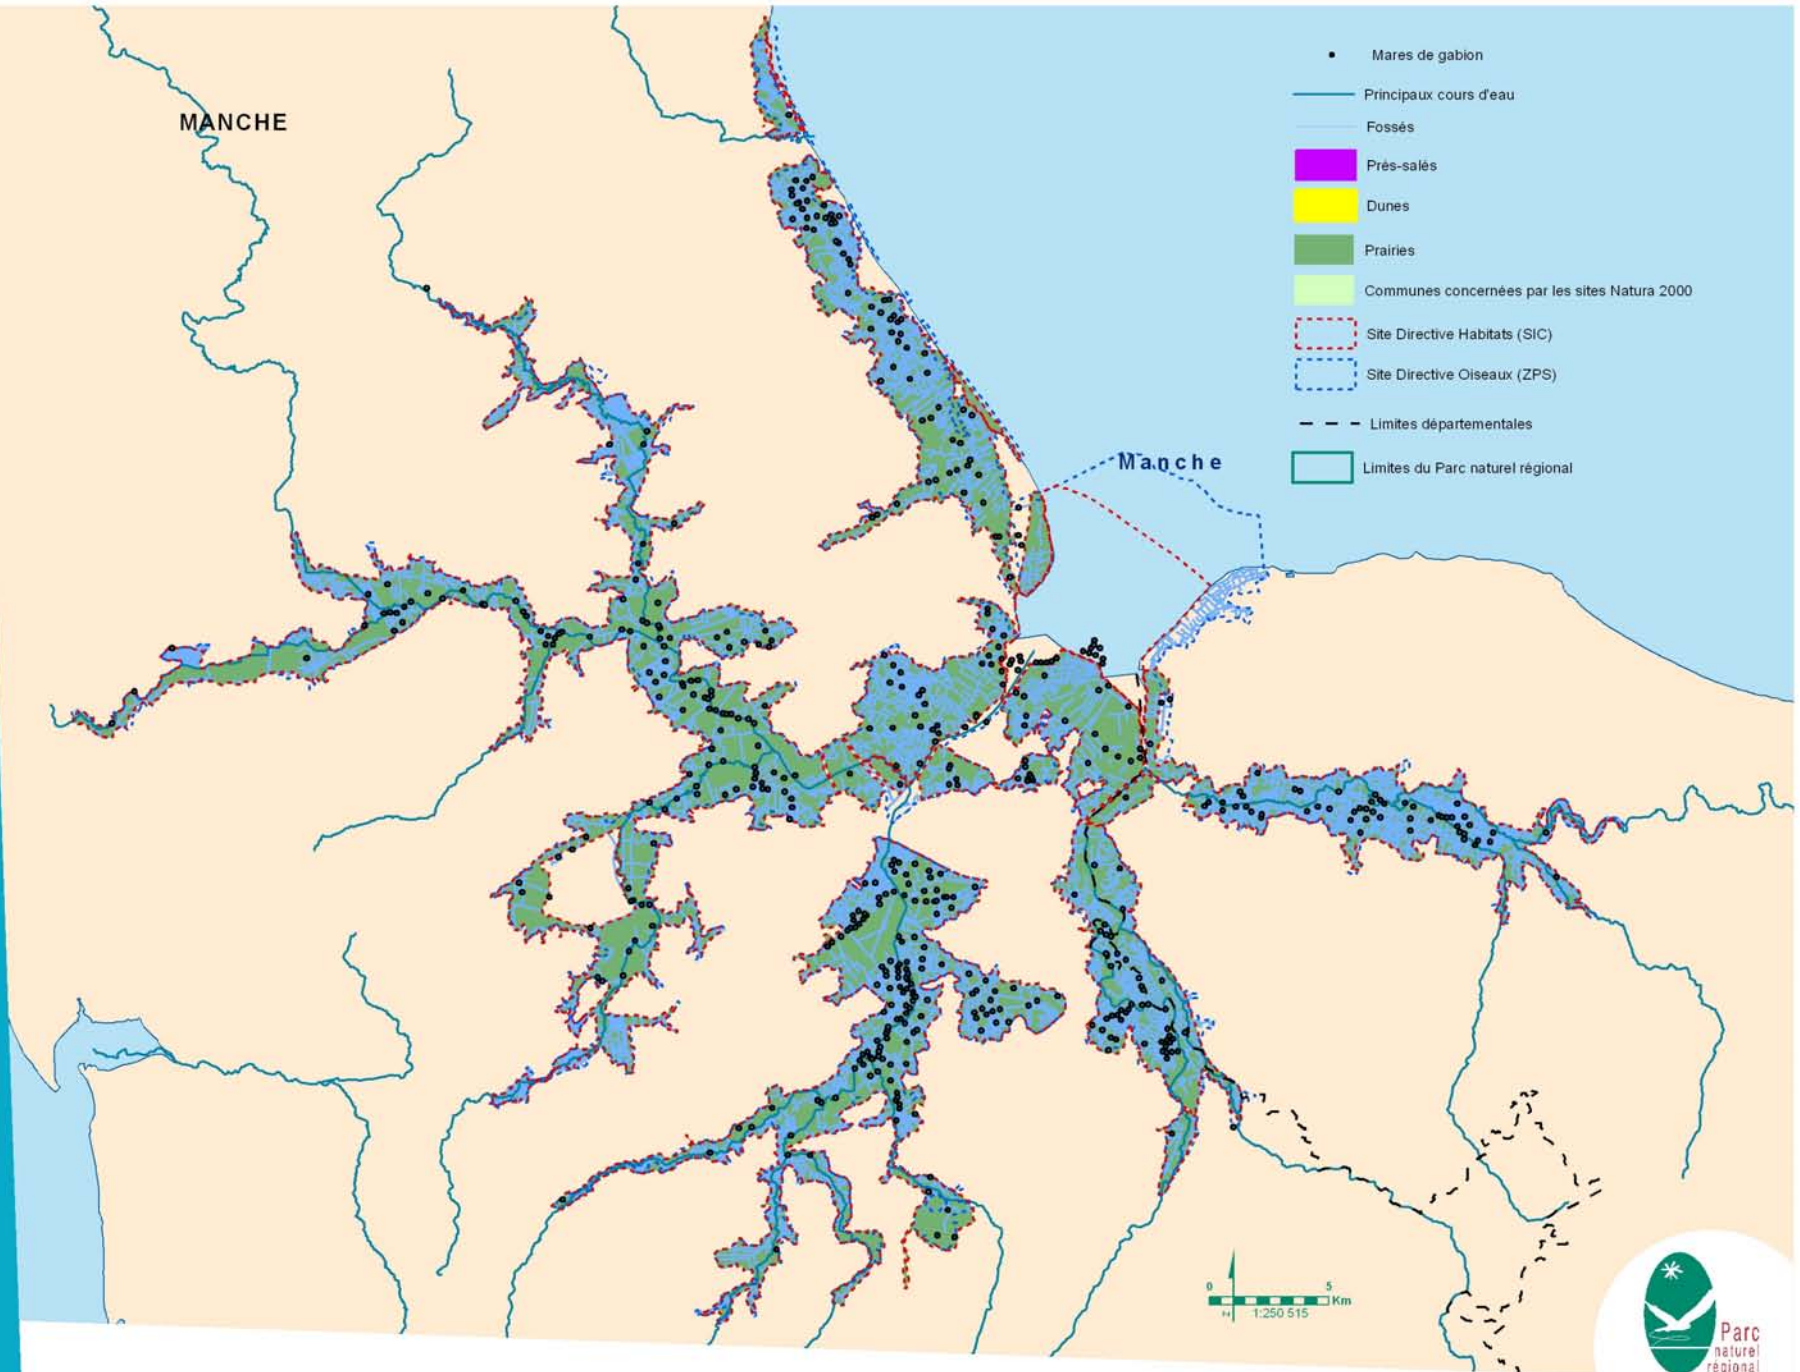 MANCHE
Mares de gabion
Principaux cours d'eau
Fossés
Près-salés
Dunes
Prairies
Communes concernées par les sites Natura 2000
Site Directive Habitats (SIC)
Site Directive Oiseaux (ZPS)
Limites départementales
Limites du Parc naturel régional
Manche
0 5
Km
N
1:250 515
Parc
naturel
régional